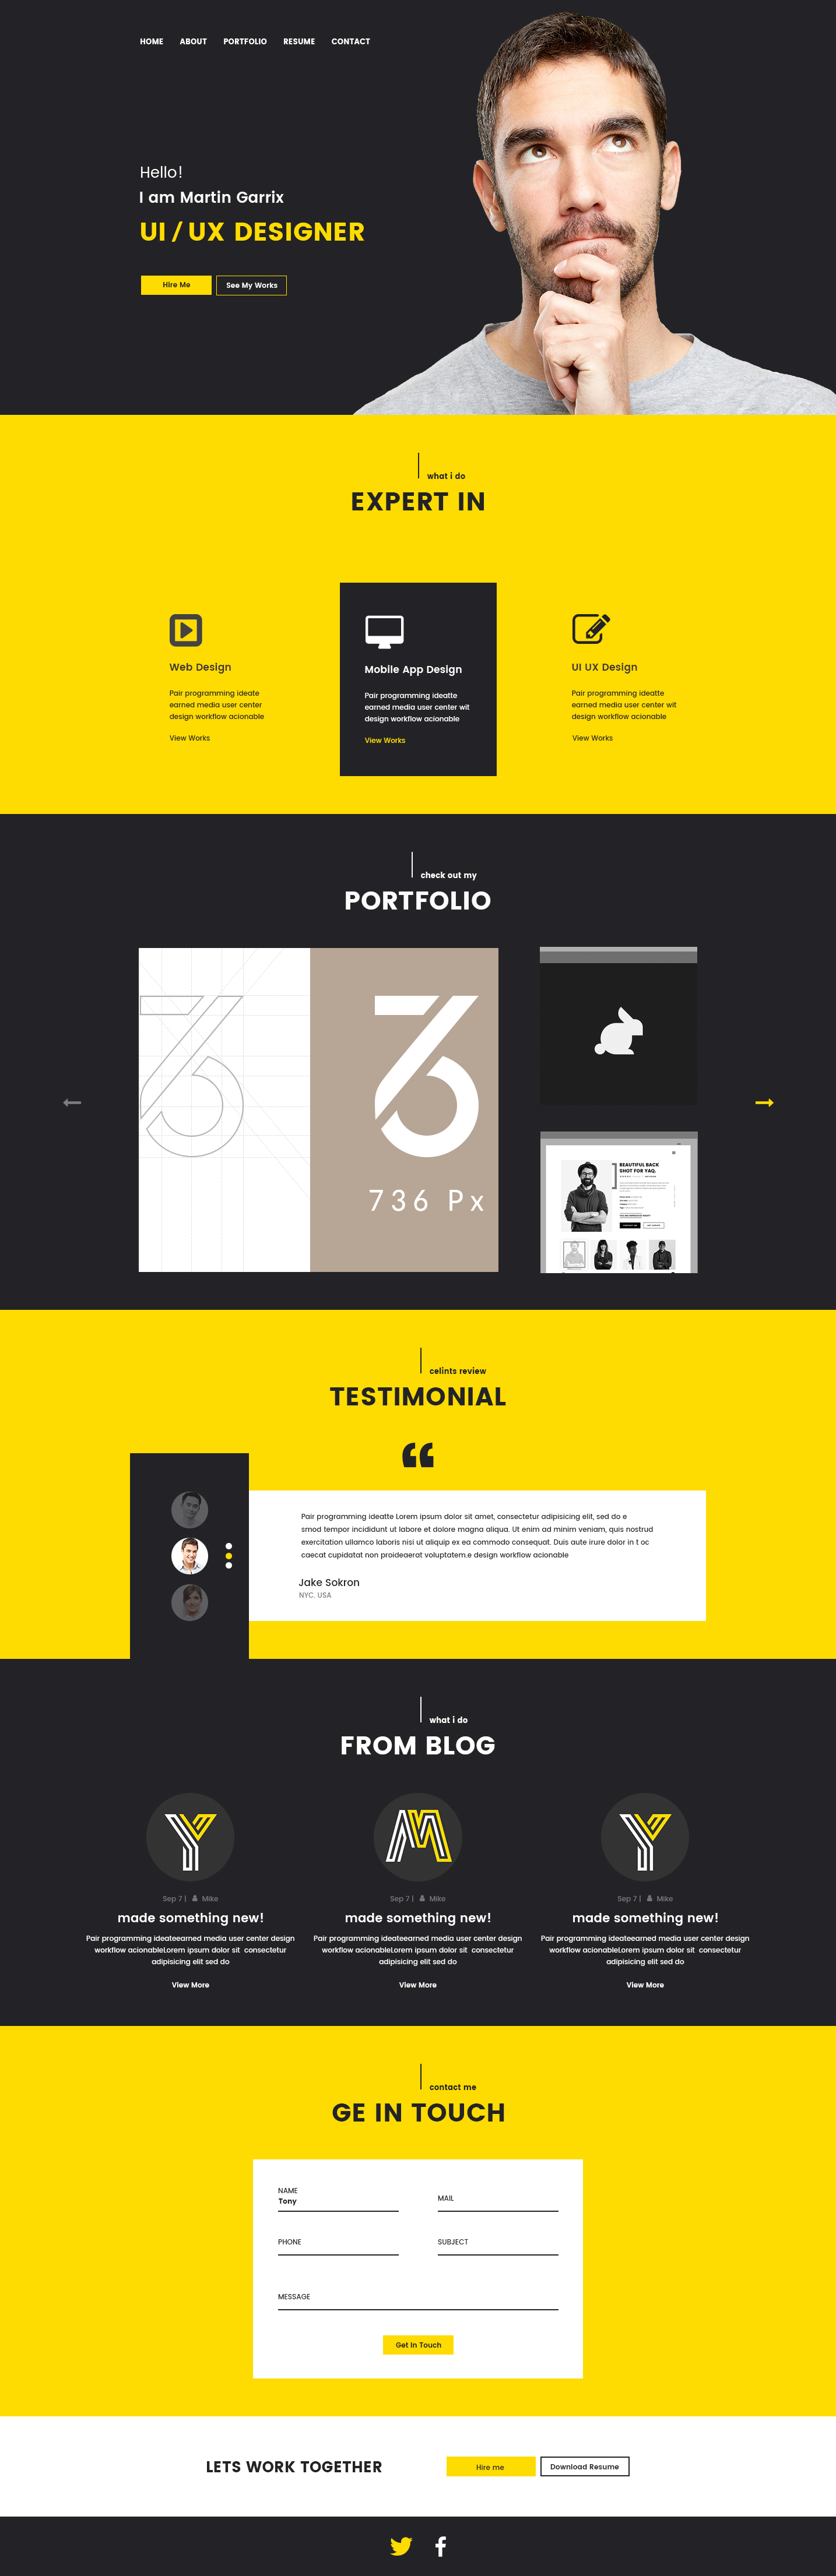 HOME ABOUT PORTFOLIO RESUME CONTACT
Hello!
I am Martin Garrix
UI / UX DESIGNER
Hire Me
See My Works
what i do
EXPERT IN
Web Design
Pair programming ideate
earned media user center
design workflow acionable
View Works
Mobile App Design
Pair programming ideatte
earned media user center wit
design workflow acionable
View Works
UI UX Design
Pair programming ideatte
earned media user center wit
design workflow acionable
View Works
check out my
PORTFOLIO
736 Px
BEAUTIFUL BACK
SHOT FOR YAQ.
celints review
TESTIMONIAL
“
Pair programming ideatte Lorem ipsum dolor sit amet, consectetur adipisicing elit, sed do e
smod tempor incididunt ut labore et dolore magna aliqua. Ut enim ad minim veniam, quis nostrud
exercitation ullamco laboris nisi ut aliquip ex ea commodo consequat. Duis aute irure dolor in t oc
caecat cupidatat non proideaerat voluptatem.e design workflow acionable
Jake Sokron
NYC, USA
what i do
FROM BLOG
Sep 7 | Mike
made something new!
Pair programming ideateearned media user center design
workflow acionableLorem ipsum dolor sit consectetur
adipisicing elit sed do
View More
Sep 7 | Mike
made something new!
Pair programming ideateearned media user center design
workflow acionableLorem ipsum dolor sit consectetur
adipisicing elit sed do
View More
Sep 7 | Mike
made something new!
Pair programming ideateearned media user center design
workflow acionableLorem ipsum dolor sit consectetur
adipisicing elit sed do
View More
contact me
GE IN TOUCH
NAME
Tony
MAIL
PHONE
SUBJECT
MESSAGE
Get In Touch
LETS WORK TOGETHER
Hire me
Download Resume